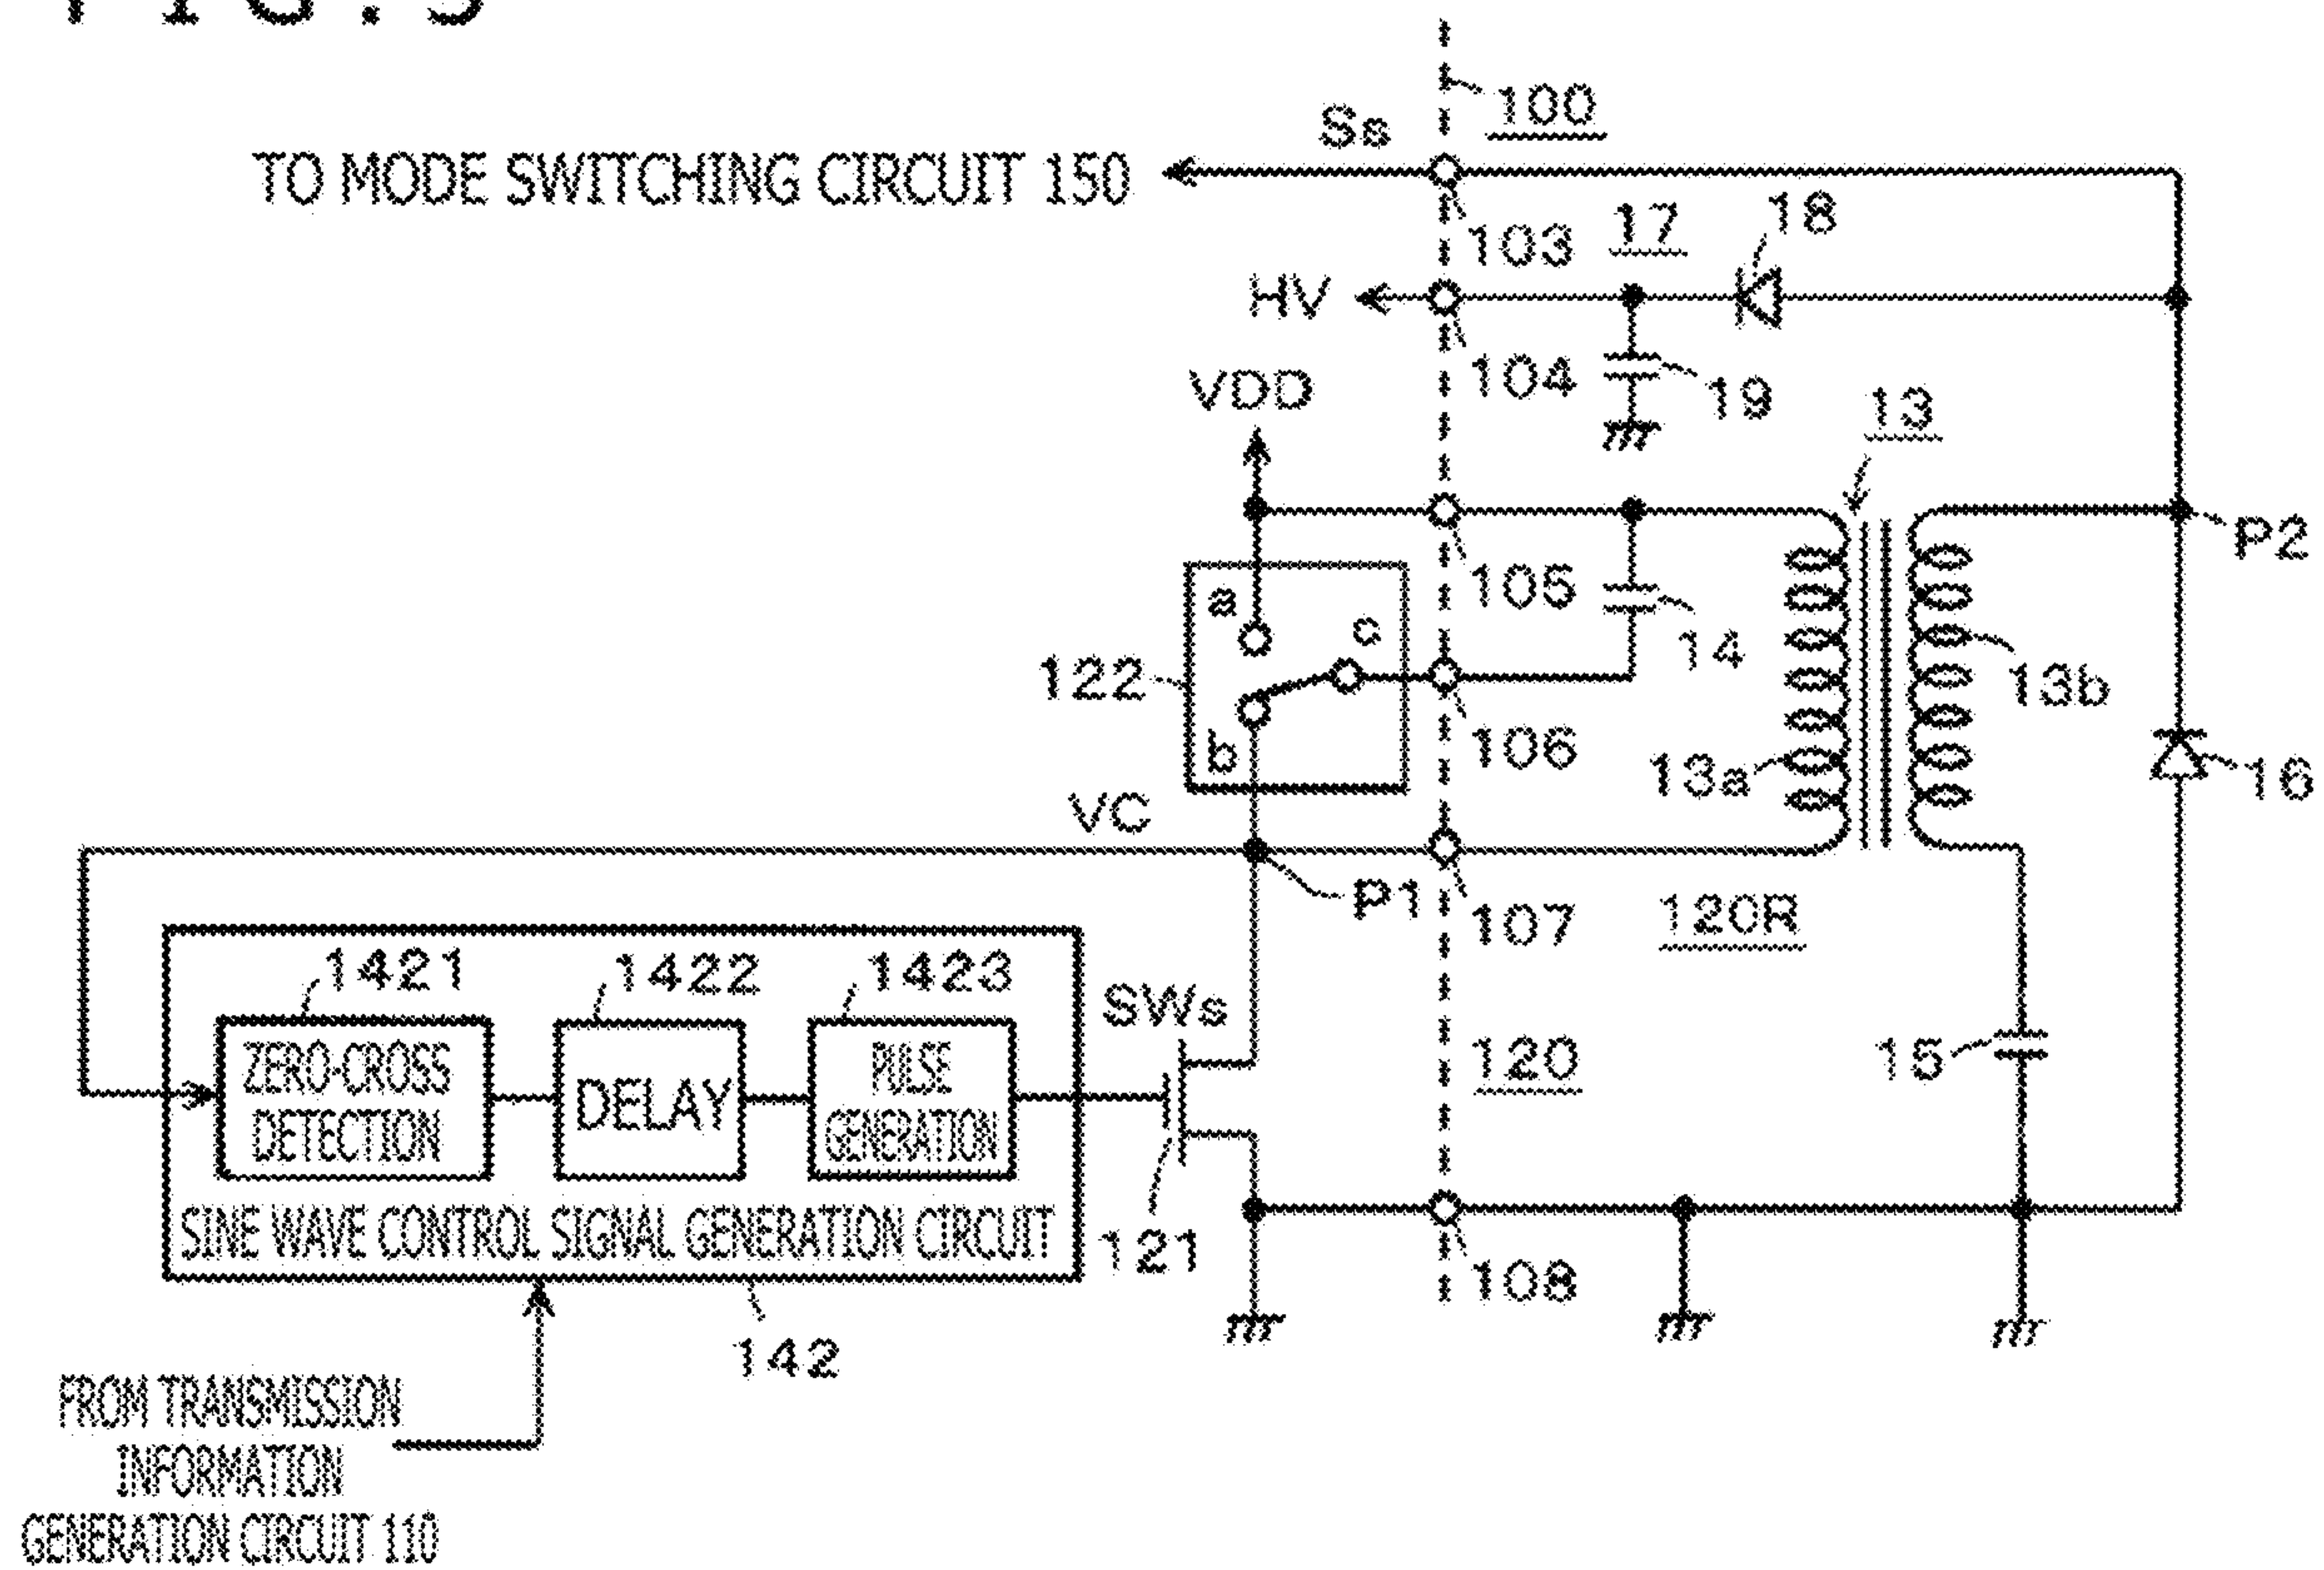 100
Ss
TO MODE SWITCHING CIRCUIT 150
103
17
18
HV
104
19
VDD
13
105
P2
a
c
14
122
13b
106
b
13a
16
VC
P1
107
120R
1421
1422
1423
SWs
ZERO-CROSS
DETECTION
DELAY
PULSE
GENERATION
120
15
SINE WAVE CONTROL SIGNAL GENERATION CIRCUIT
121
108
142
FROM TRANSMISSION
INFORMATION
GENERATION CIRCUIT 110